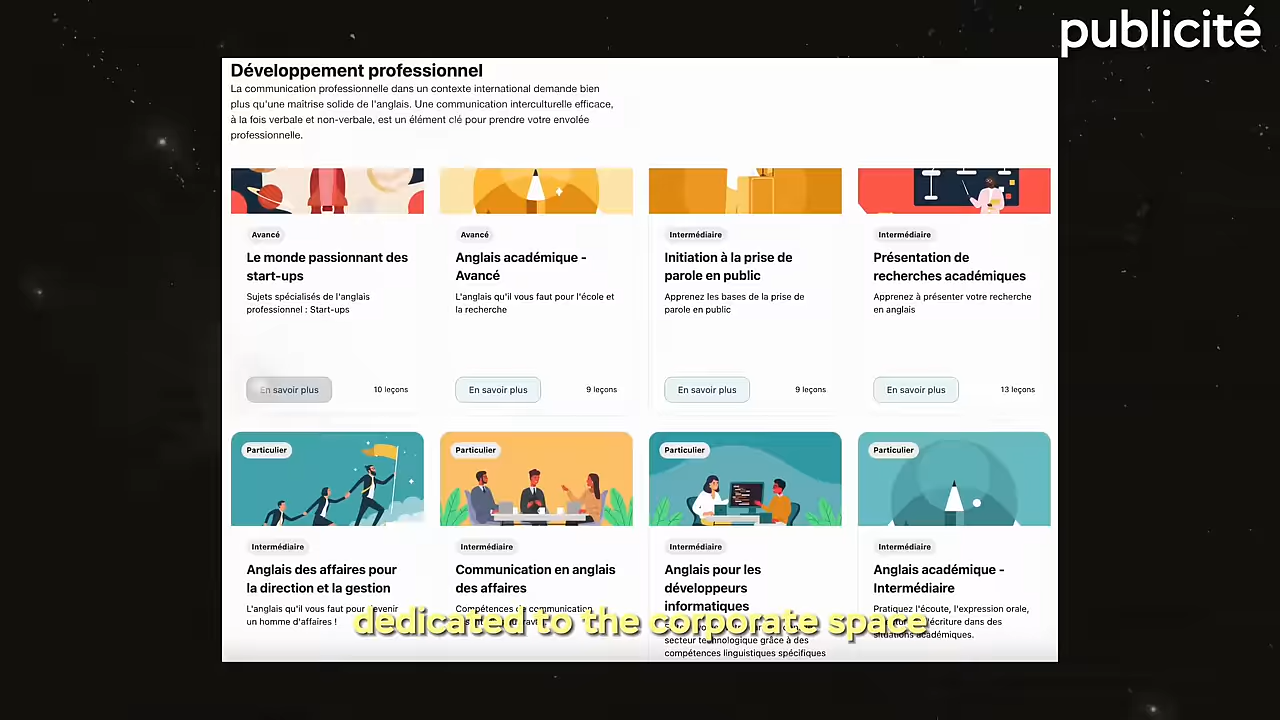 publicité
Développement professionnel
La communication professionnelle dans un contexte international demande bien
plus qu'une maîtrise solide de l'anglais. Une communication interculturelle efficace,
à la fois verbale et non-verbale, est un élément clé pour prendre votre envolée
professionnelle.
Avancé
Le monde passionnant des
start-ups
Sujets spécialisés de l'anglais
professionnel : Start-ups
En savoir plus
10 leçons
Avancé
Anglais académique -
Avancé
L'anglais qu'il vous faut pour l'école et
la recherche
En savoir plus
9 leçons
Intermédiaire
Initiation à la prise de
parole en public
Apprenez les bases de la prise de
parole en public
En savoir plus
9 leçons
Intermédiaire
Présentation de
recherches académiques
Apprenez à présenter votre recherche
en anglais
En savoir plus
13 leçons
Particulier
Intermédiaire
Anglais des affaires pour
la direction et la gestion
L'anglais qu'il vous faut pour devenir
un homme d'affaires !
Particulier
Intermédiaire
Communication en anglais
des affaires
Compétences de communication
Particulier
Intermédiaire
Anglais pour les
développeurs
informatiques
secteur technologique grâce à des
compétences linguistiques spécifiques
Particulier
Intermédiaire
Anglais académique -
Intermédiaire
Pratiquez l'écoute, l'expression orale,
l'écriture dans des
situations académiques.
dedicated to the corporate space